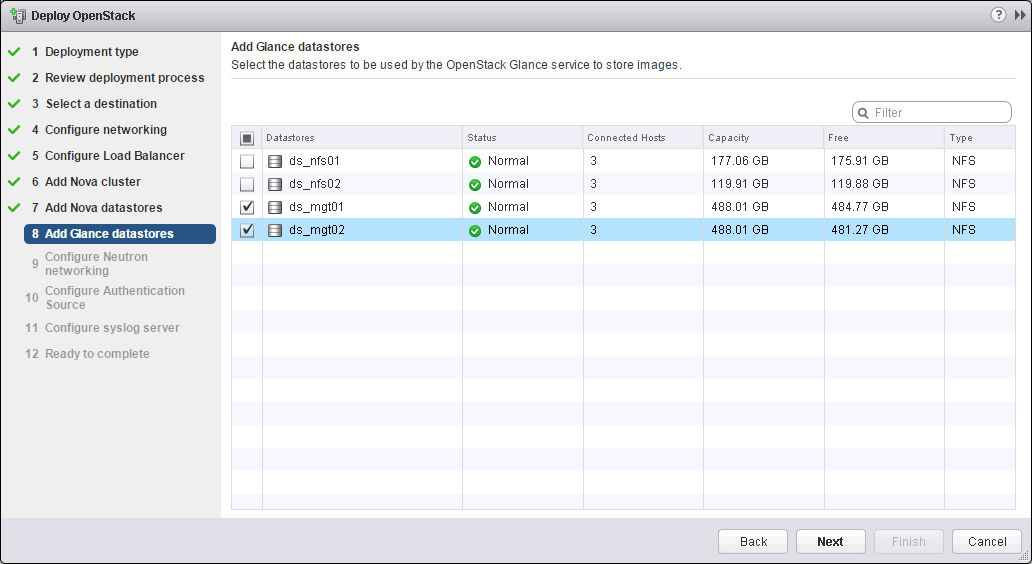 Deploy OpenStack
?
1 Deployment type
2 Review deployment process
3 Select a destination
4 Configure networking
5 Configure Load Balancer
6 Add Nova cluster
7 Add Nova datastores
8 Add Glance datastores
9 Configure Neutron
networking
10 Configure Authentication
Source
11 Configure syslog server
12 Ready to complete
Add Glance datastores
Select the datastores to be used by the OpenStack Glance service to store images.
Filter
Datastores Status Connected Hosts Capacity Free Type
ds_nfs01 Normal 3 177.06 GB 175.91 GB NFS
ds_nfs02 Normal 3 119.91 GB 119.88 GB NFS
ds_mgt01 Normal 3 488.01 GB 484.77 GB NFS
ds_mgt02 Normal 3 488.01 GB 481.27 GB NFS
Back Next Finish Cancel